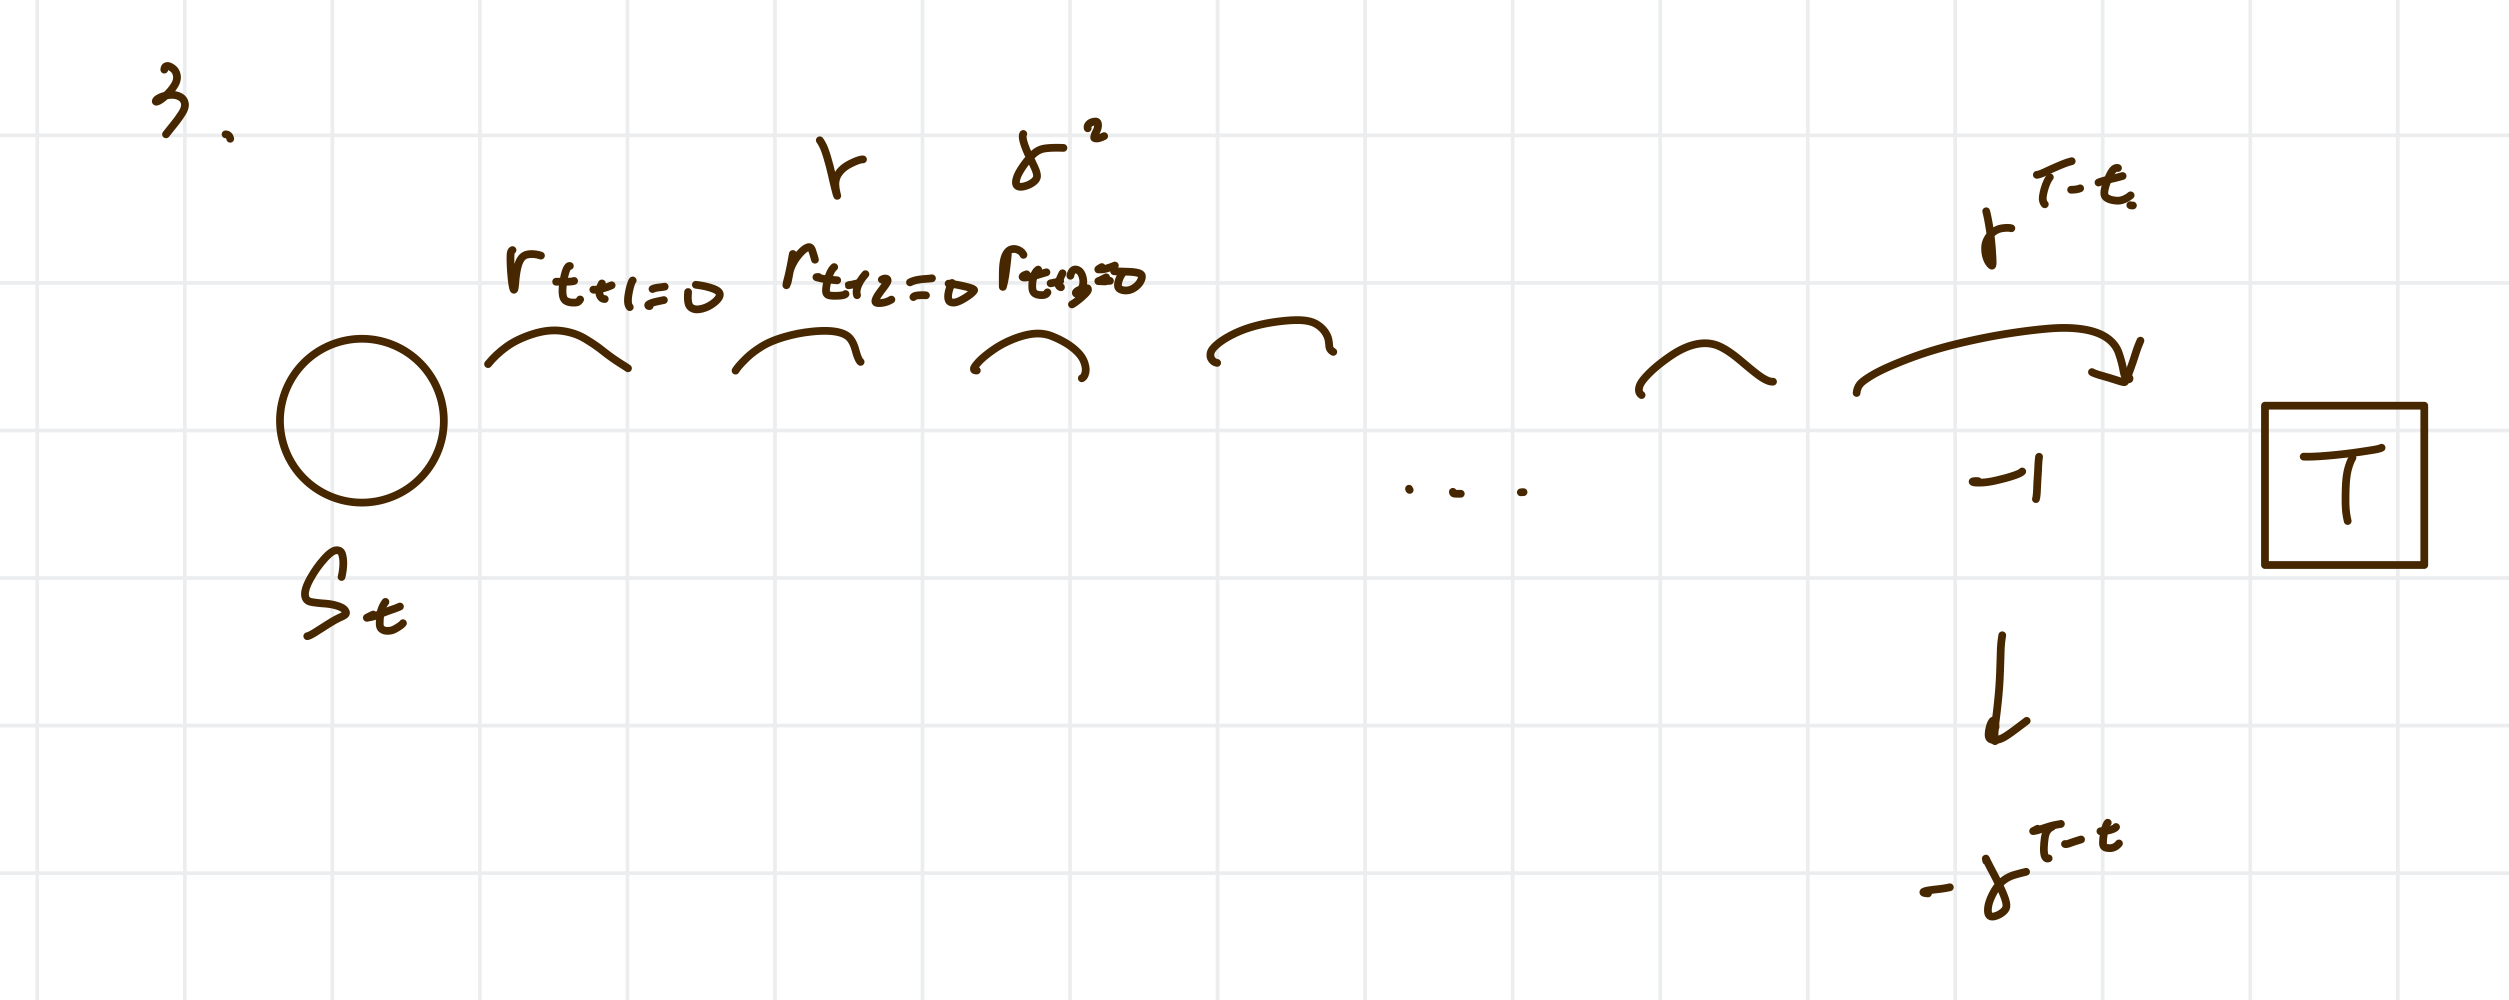 3.
γ γ²
γ^{T-t}
r_{t+1}=0 r_{t+2}=0 r_{t+3}=0
... -1 T
S_t
-γ^{T-t}